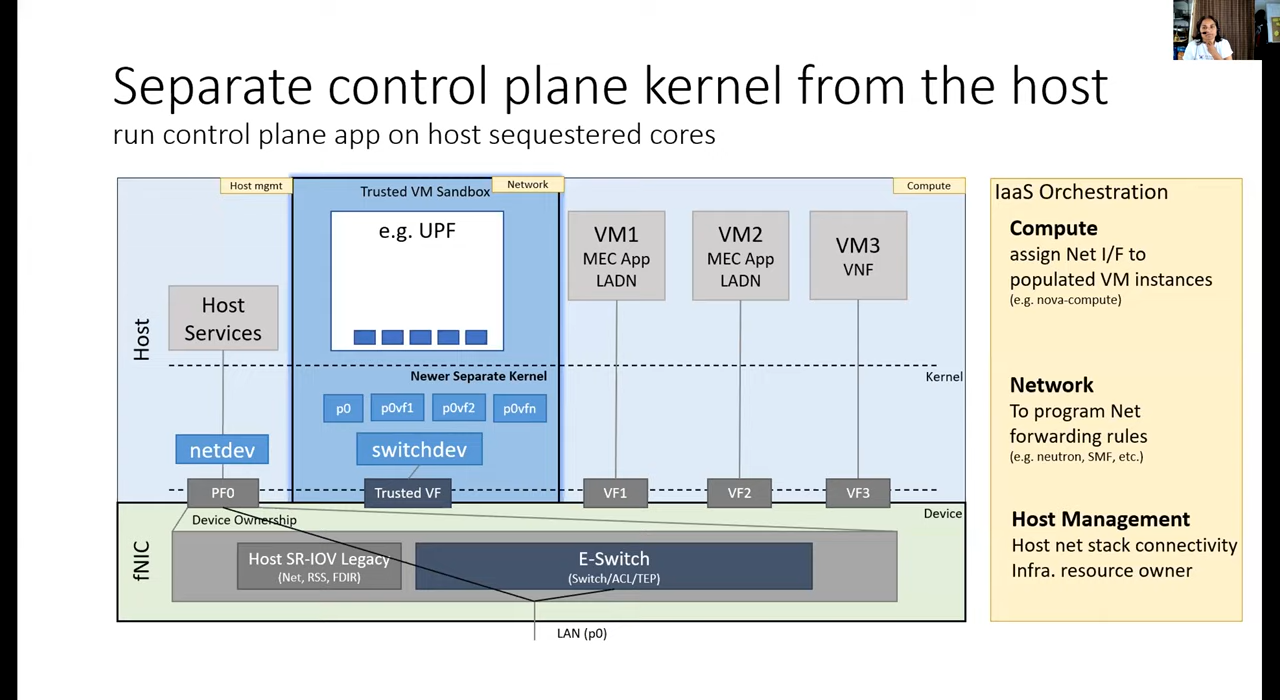 Separate control plane kernel from the host
run control plane app on host sequestered cores
Host mgmt
Trusted VM Sandbox
Network
Compute
e.g. UPF
VM1
MEC App
LADN
VM2
MEC App
LADN
VM3
VNF
Host
Services
Host
Newer Separate Kernel
Kernel
p0
p0vf1
p0vf2
p0vfn
netdev
switchdev
PF0
Trusted VF
VF1
VF2
VF3
Device Ownership
Device
fNIC
Host SR-IOV Legacy
(Net, RSS, FDIR)
E-Switch
(Switch/ACL/TEP)
LAN (p0)
IaaS Orchestration
Compute
assign Net I/F to
populated VM instances
(e.g. nova-compute)
Network
To program Net
forwarding rules
(e.g. neutron, SMF, etc.)
Host Management
Host net stack connectivity
Infra. resource owner